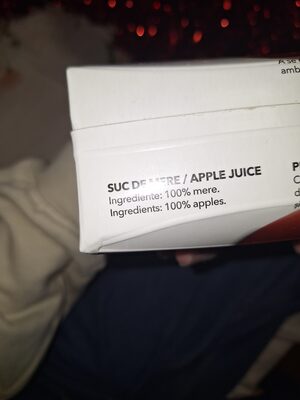 SUC DE MERE / APPLE JUICE
Ingrediente: 100% mere.
Ingredients: 100% apples.